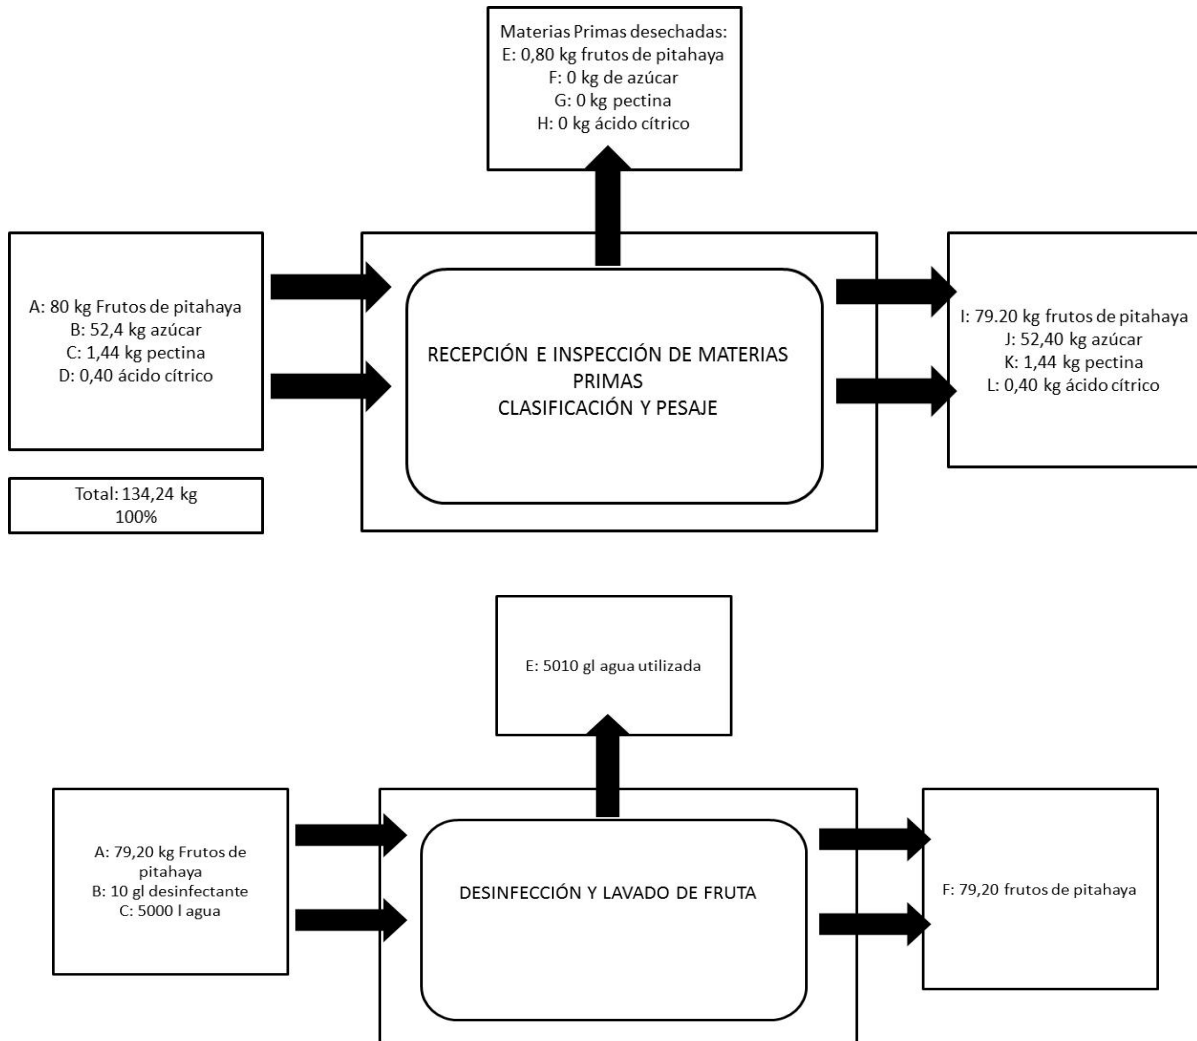 Materias Primas desechadas:
E: 0,80 kg frutos de pitahaya
F: 0 kg de azúcar
G: 0 kg pectina
H: 0 kg ácido cítrico
A: 80 kg Frutos de pitahaya
B: 52,4 kg azúcar
C: 1,44 kg pectina
D: 0,40 ácido cítrico
Total: 134,24 kg
100%
RECEPCIÓN E INSPECCIÓN DE MATERIAS
PRIMAS
CLASIFICACIÓN Y PESAJE
I: 79.20 kg frutos de pitahaya
J: 52,40 kg azúcar
K: 1,44 kg pectina
L: 0,40 kg ácido cítrico
E: 5010 gl agua utilizada
A: 79,20 kg Frutos de
pitahaya
B: 10 gl desinfectante
C: 5000 l agua
DESINFECCIÓN Y LAVADO DE FRUTA
F: 79,20 frutos de pitahaya